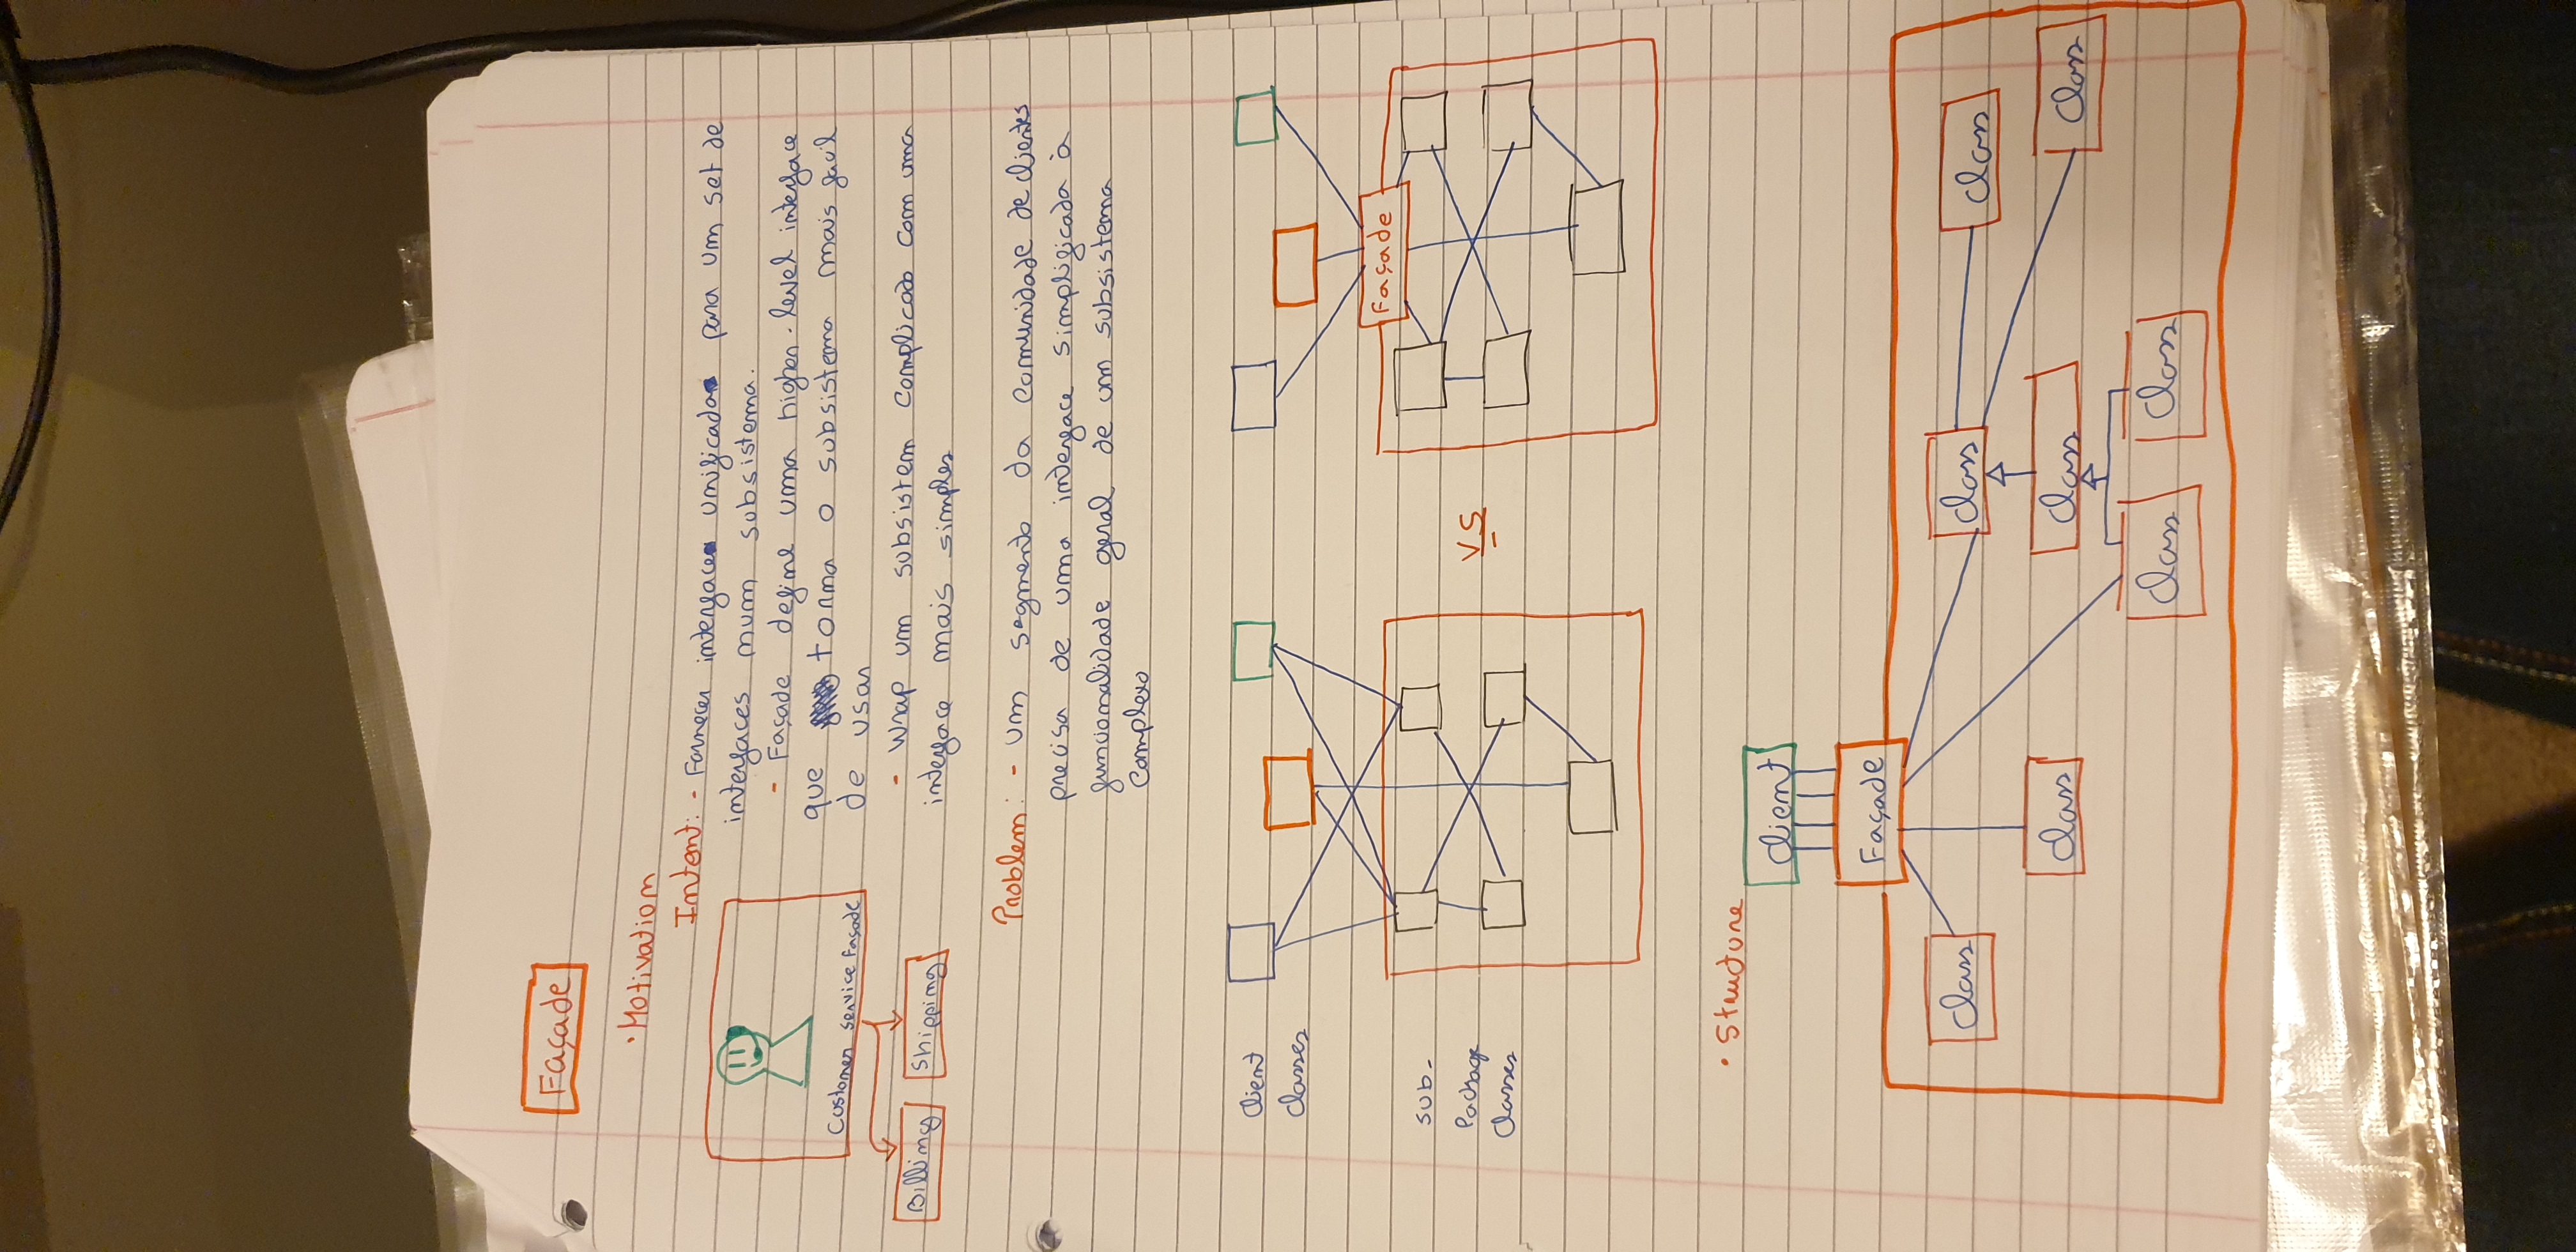 Façade
• Motivation
Intent: - Fornecer interface unificada para um set de
interfaces num subsistema.
- Façade define uma higher-level interface
que torna o subsistema mais facil
de usar
- Wrap um subsistem complicado com uma
interface mais simples
Customer service Façade
Billing
Shipping
Problem: - Um segmento da comunidade de clientes
precisa de uma interface simplificada à
funcionalidade geral de um subsistema
complexo
Client
Classes
Sub-
Package
Classes
VS
Façade
• Structure
Client
Façade
Class
Class
Class
Class
Class
Class
Class
Class